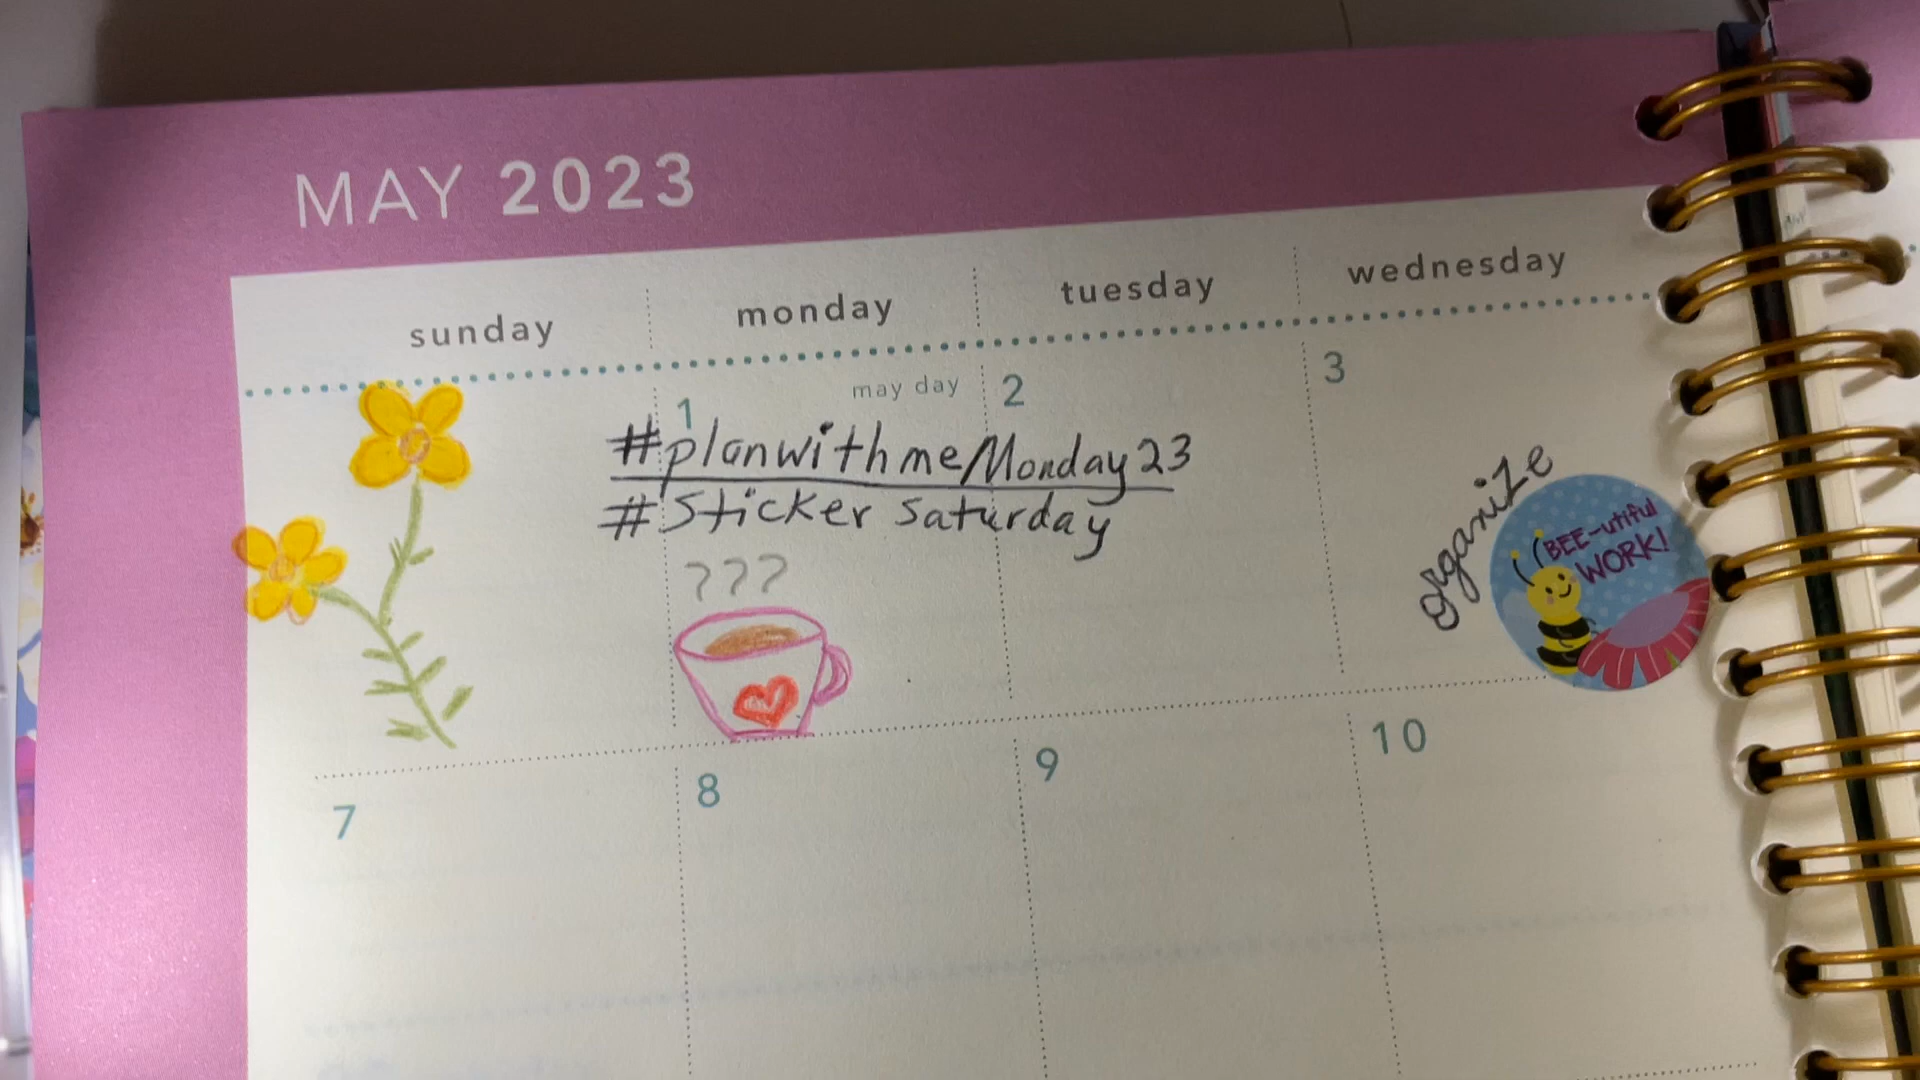 MAY 2023
sunday
monday
tuesday
wednesday
1
may day
2
3
#planwithmeMonday23
#Sticker Saturday
???
organize
BEE-utiful
WORK!
7
8
9
10